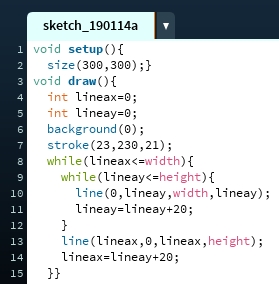 sketch_190114a ▼
1 void setup(){
2 size(300,300);}
3 void draw(){
4 int lineax=0;
5 int lineay=0;
6 background(0);
7 stroke(23,230,21);
8 while(lineax<=width){
9 while(lineay<=height){
10 line(0,lineay,width,lineay);
11 lineay=lineay+20;
12 }
13 line(lineax,0,lineax,height);
14 lineax=lineay+20;
15 }}